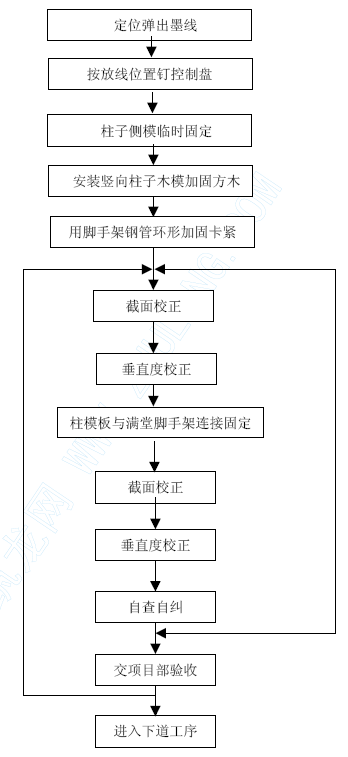 定位弹出墨线
按放线位置钉控制盘
柱子侧模临时固定
安装竖向柱子木模加固方木
用脚手架钢管环形加固卡紧
截面校正
垂直度校正
柱模板与满堂脚手架连接固定
截面校正
垂直度校正
自查自纠
交项目部验收
进入下道工序